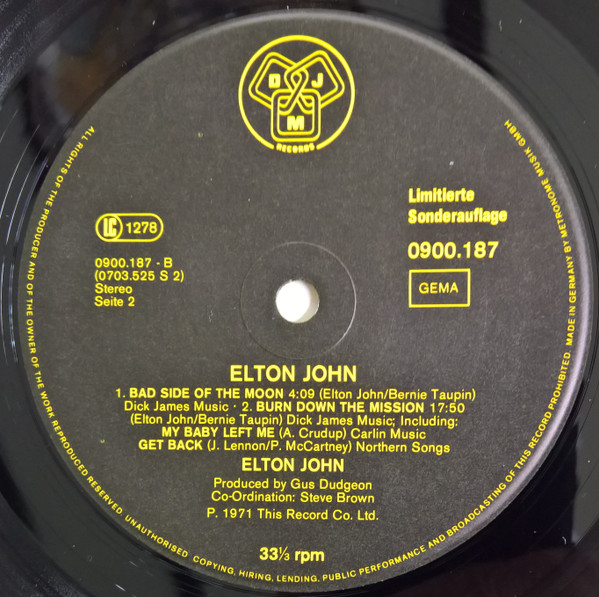 D J
M
RECORDS
Limitierte
Sonderauflage
0900.187
GEMA
LC 1278
0900.187 - B
(0703.525 S 2)
Stereo
Seite 2
ELTON JOHN
1. BAD SIDE OF THE MOON 4:09 (Elton John/Bernie Taupin)
Dick James Music · 2. BURN DOWN THE MISSION 17:50
(Elton John/Bernie Taupin) Dick James Music; Including:
MY BABY LEFT ME (A. Crudup) Carlin Music
GET BACK (J. Lennon/P. McCartney) Northern Songs
ELTON JOHN
Produced by Gus Dudgeon
Co-Ordination: Steve Brown
P. 1971 This Record Co. Ltd.
33⅓ rpm
ALL RIGHTS OF THE PRODUCER AND OF THE OWNER OF THE WORK REPRODUCED RESERVED. UNAUTHORISED COPYING, HIRING, LENDING, PUBLIC PERFORMANCE AND BROADCASTING OF THIS RECORD PROHIBITED. MADE IN GERMANY BY METRONOME MUSIK GMBH